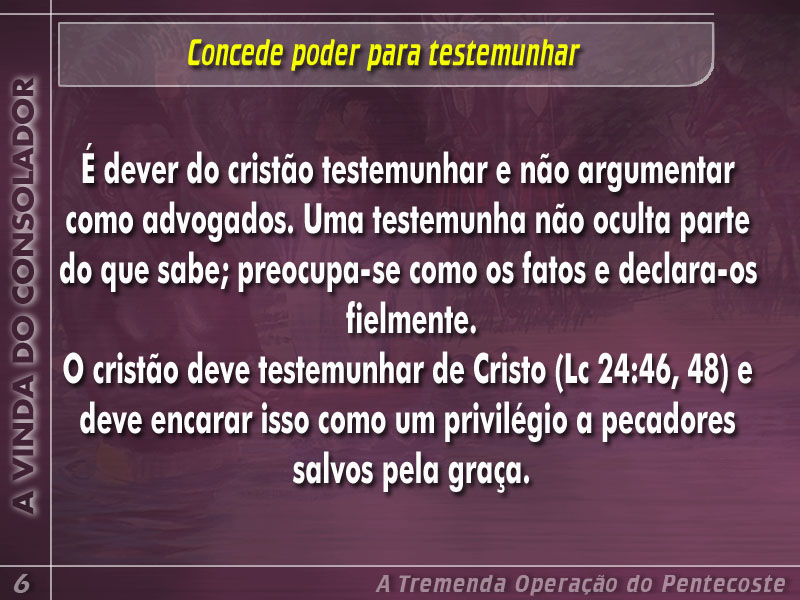 Concede poder para testemunhar
É dever do cristão testemunhar e não argumentar
como advogados. Uma testemunha não oculta parte
do que sabe; preocupa-se como os fatos e declara-os
fielmente.
O cristão deve testemunhar de Cristo (Lc 24:46, 48) e
deve encarar isso como um privilégio a pecadores
salvos pela graça.
A VINDA DO CONSOLADOR
6
A Tremenda Operação do Pentecoste